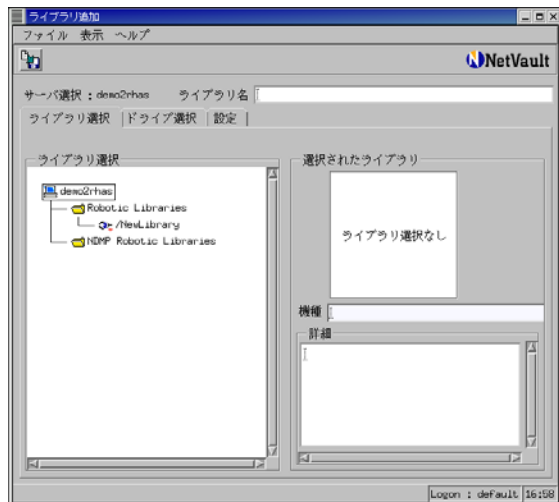 ライブラリ追加
ファイル 表示 ヘルプ
NetVault
サーバ選択：demo2rhas ライブラリ名
ライブラリ選択 ドライブ選択 設定
ライブラリ選択
demo2rhas
Robotic Libraries
/NewLibrary
NDMP Robotic Libraries
選択されたライブラリ
ライブラリ選択なし
機種
詳細
Logon : default 16:58